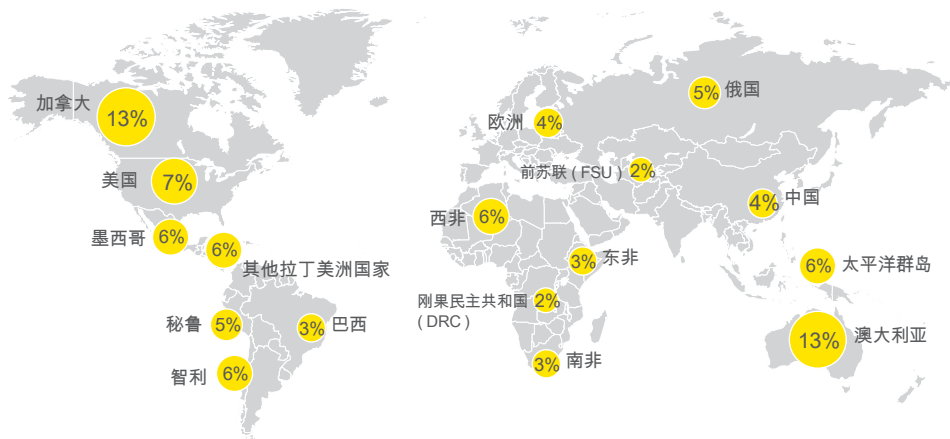 加拿大
13%
美国
7%
墨西哥
6%
6%
其他拉丁美洲国家
秘鲁
5%
3%
巴西
智利
6%
5%
俄国
欧洲
4%
前苏联 ( FSU )
2%
4%
中国
西非
6%
3%
东非
刚果民主共和国
( DRC )
2%
3%
南非
6%
太平洋群岛
13%
澳大利亚